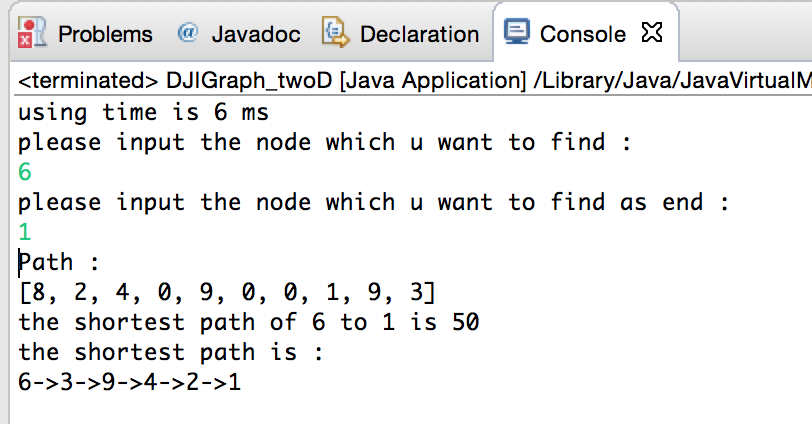 Problems @ Javadoc Declaration Console
<terminated> DJIGraph_twoD [Java Application] /Library/Java/JavaVirtualM
using time is 6 ms
please input the node which u want to find :
6
please input the node which u want to find as end :
1
Path :
[8, 2, 4, 0, 9, 0, 0, 1, 9, 3]
the shortest path of 6 to 1 is 50
the shortest path is :
6->3->9->4->2->1